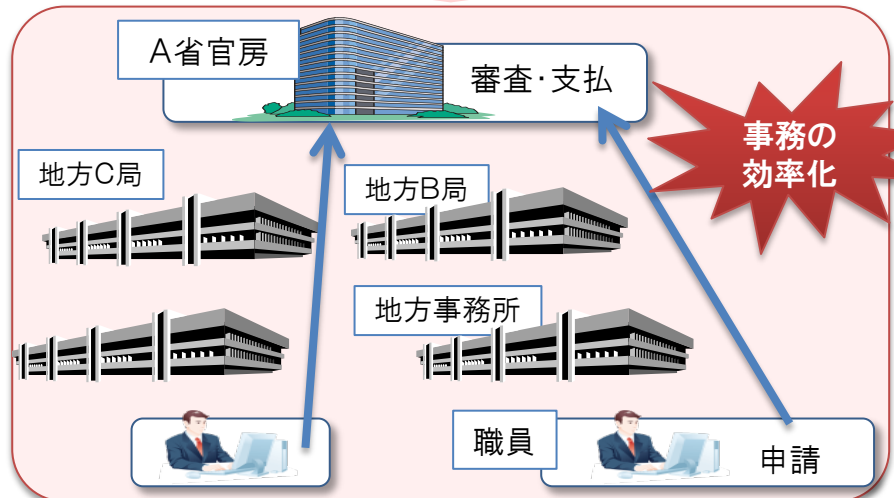 A省官房
審査・支払
事務の
効率化
地方C局
地方B局
地方事務所
職員
申請